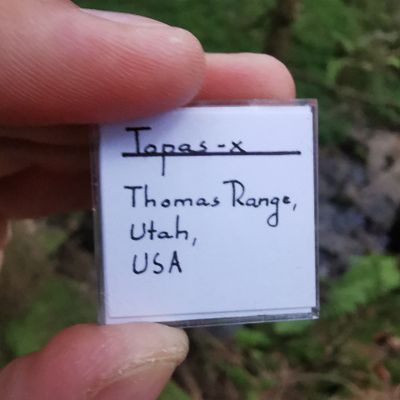 Topas-x
Thomas Range,
Utah,
USA